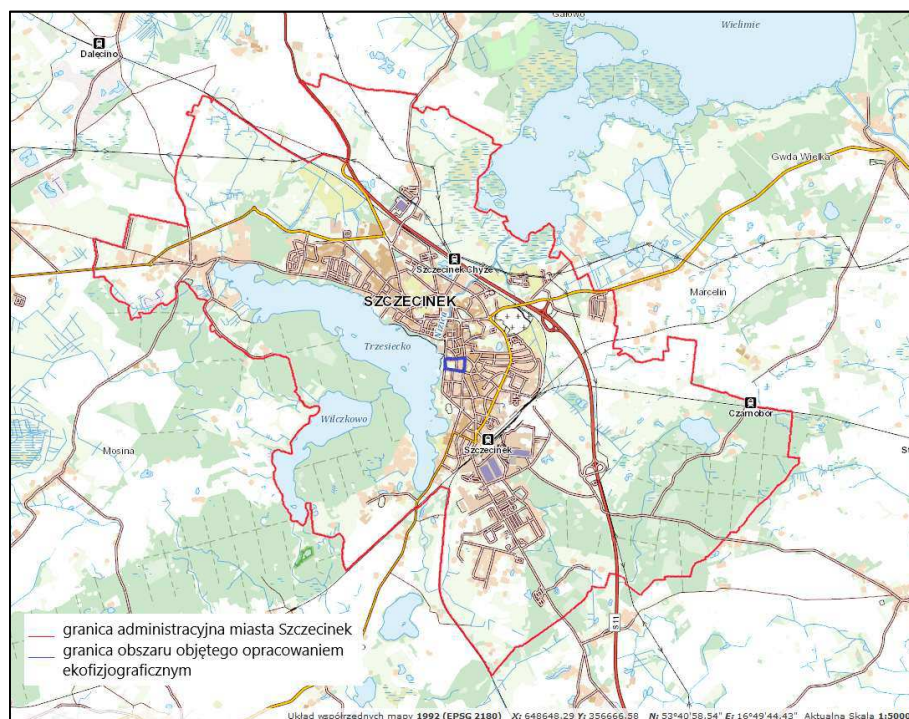 Gałowo
Wielimie
Dalęcino
Gwda Wielka
Szczecinek Chyże
SZCZECINEK
Marcelin
Nizica
Trzesiecko
Czarnobór
Wilczkowo
Mosina
Szczecinek
S11
granica administracyjna miasta Szczecinek
granica obszaru objętego opracowaniem
ekofizjograficznym
Układ współrzędnych mapy 1992 (EPSG 2180) X: 648648.29 Y: 356666.58 N: 53°40'58.54" E: 16°49'44.43" Aktualna Skala 1:5000